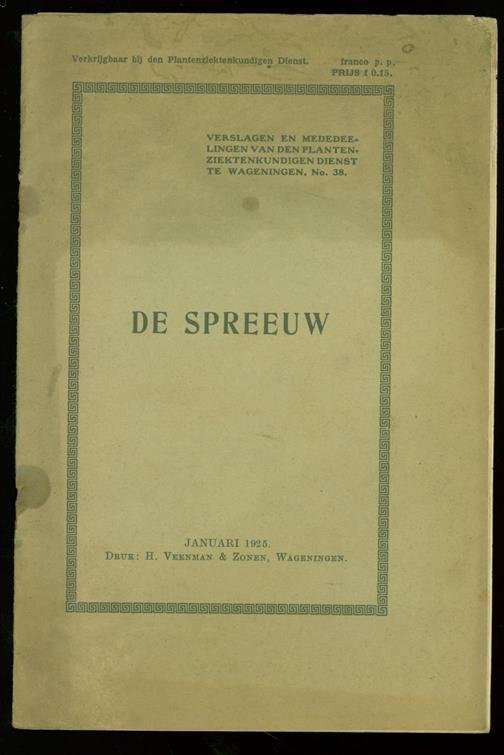 Verkrijgbaar bij den Plantenziektenkundigen Dienst. franco p. p.
PRIJS f 0.15.
VERSLAGEN EN MEDEDEE-
LINGEN VAN DEN PLANTEN-
ZIEKTENKUNDIGEN DIENST
TE WAGENINGEN, No. 38.
DE SPREEUW
JANUARI 1925.
DRUK: H. VEENMAN & ZONEN, WAGENINGEN.